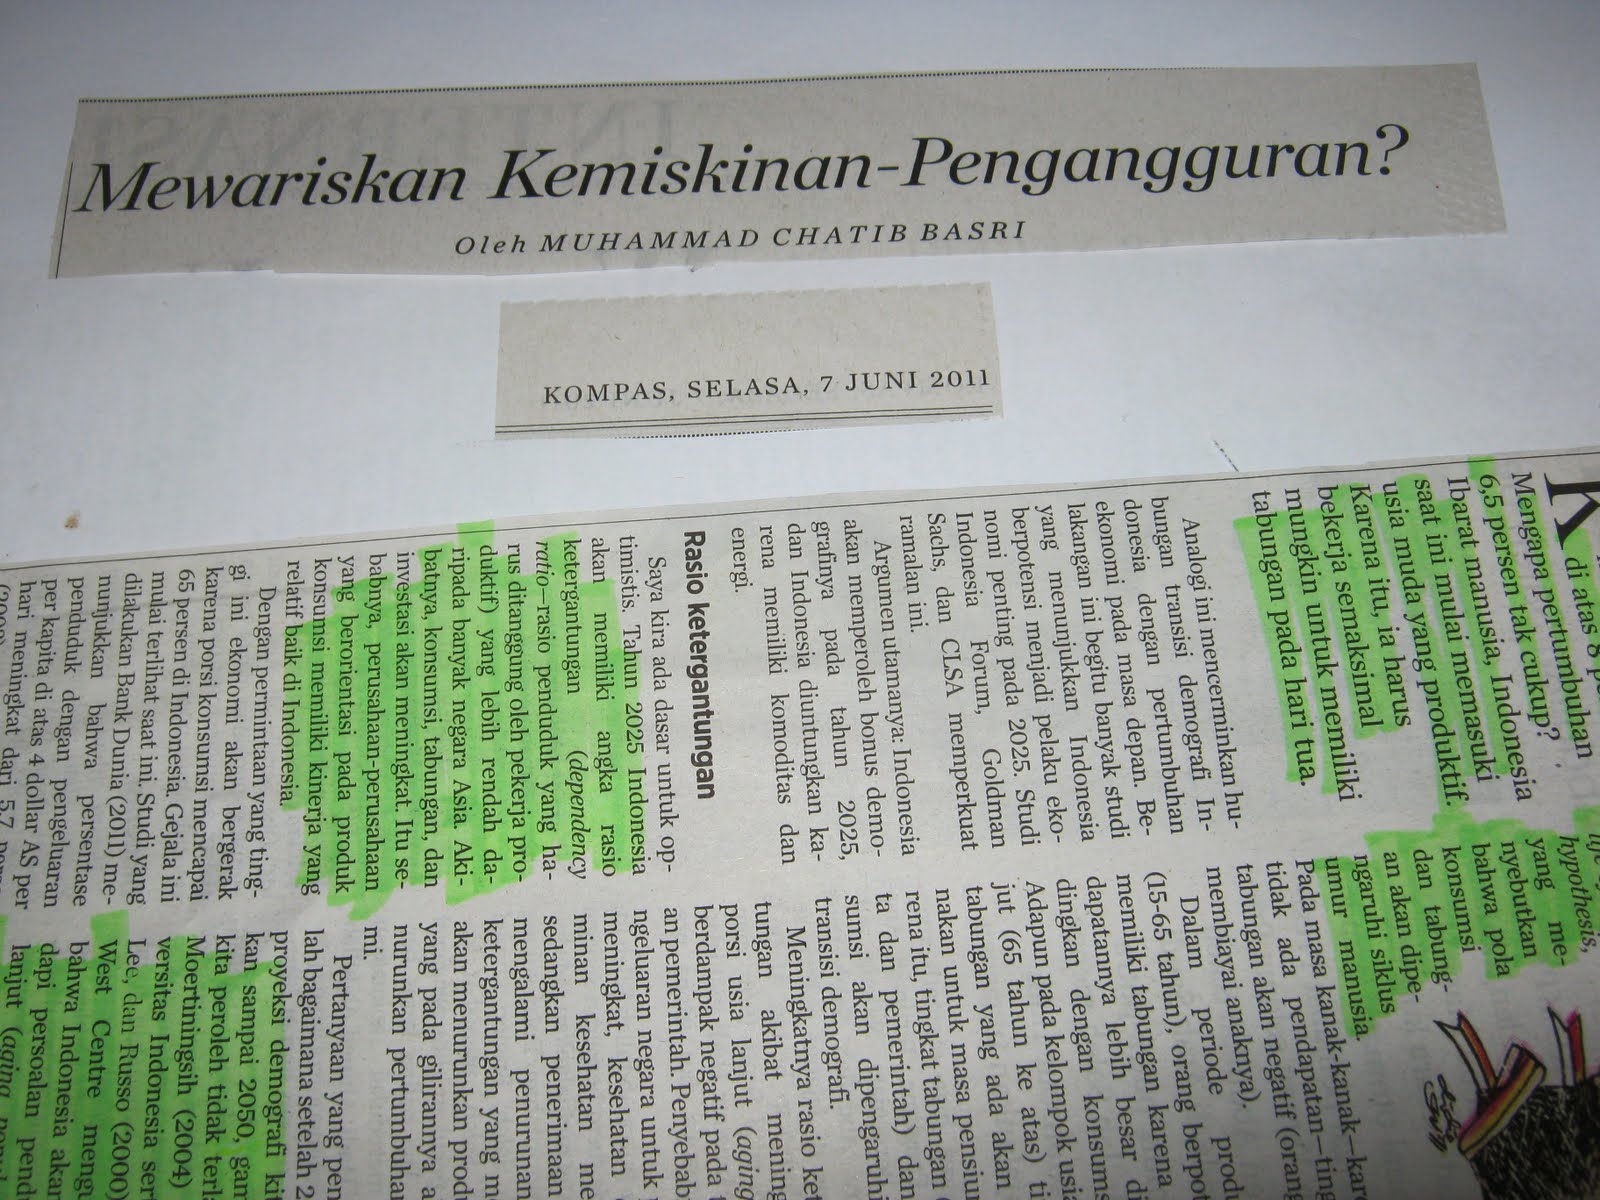 Mewariskan Kemiskinan-Pengangguran?
Oleh MUHAMMAD CHATIB BASRI
KOMPAS, SELASA, 7 JUNI 2011
K
di atas 8
Mengapa pertumbuhan
6,5 persen tak cukup?
Ibarat manusia, Indonesia
saat ini mulai memasuki
usia muda yang produktif.
Karena itu, ia harus
bekerja semaksimal
mungkin untuk memiliki
tabungan pada hari tua.
Analogi ini mencerminkan hu-
bungan transisi demografi In-
donesia dengan pertumbuhan
ekonomi pada masa depan. Be-
lakangan ini begitu banyak studi
yang menunjukkan Indonesia
berpotensi menjadi pelaku eko-
nomi penting pada 2025. Studi
Indonesia Forum, Goldman
Sachs, dan CLSA memperkuat
ramalan ini.
Argumen utamanya: Indonesia
akan memperoleh bonus demo-
grafinya pada tahun 2025,
dan Indonesia diuntungkan ka-
rena memiliki komoditas dan
energi.
Rasio ketergantungan
Saya kira ada dasar untuk op-
timistis. Tahun 2025 Indonesia
akan memiliki angka rasio
ketergantungan (dependency
ratio—rasio penduduk yang ha-
rus ditanggung oleh pekerja pro-
duktif) yang lebih rendah da-
ripada banyak negara Asia. Aki-
batnya, konsumsi, tabungan, dan
investasi akan meningkat. Itu se-
babnya, perusahaan-perusahaan
yang berorientasi pada produk
konsumsi memiliki kinerja yang
relatif baik di Indonesia.
Dengan permintaan yang ting-
gi ini ekonomi akan bergerak
karena porsi konsumsi mencapai
65 persen di Indonesia. Gejala ini
mulai terlihat saat ini. Studi yang
dilakukan Bank Dunia (2011) me-
nunjukkan bahwa persentase
penduduk dengan pengeluaran
per kapita di atas 4 dollar AS per
hari meningkat dari 5,7
hypothesis,
yang me-
nyebutkan
bahwa pola
konsumsi
dan tabung-
an akan dipe-
ngaruhi siklus
umur manusia.
Pada masa kanak-kanak—
tidak ada pendapatan—
tabungan akan negatif (orang
membiayai anaknya).
Dalam periode
(15-65 tahun), orang
memiliki tabungan karena
dapatannya lebih besar
dingkan dengan
Adapun pada kelompok
jut (65 tahun ke atas)
tabungan yang ada akan
nakan untuk masa
rena itu, tingkat tabungan
ta dan pemerintah) dan
sumsi akan dipengaruhi
transisi demografi.
Meningkatnya rasio
tungan akibat
porsi usia lanjut
berdampak negatif pada
an pemerintah.
ngeluaran negara untuk
meningkat, kesehatan
minan kesehatan
sedangkan penerimaan
mengalami penurunan
ketergantungan yang
akan menurunkan
yang pada gilirannya
nurunkan pertumbuhan
mi.
Pertanyaan yang
lah bagaimana setelah
proyeksi demografi
kan sampai 2050,
kita peroleh tidak
Moertiningsih (2004)
versitas Indonesia
Lee, dan Russo (2000)
West Centre
bahwa Indonesia akan
dapi persoalan
lanjut